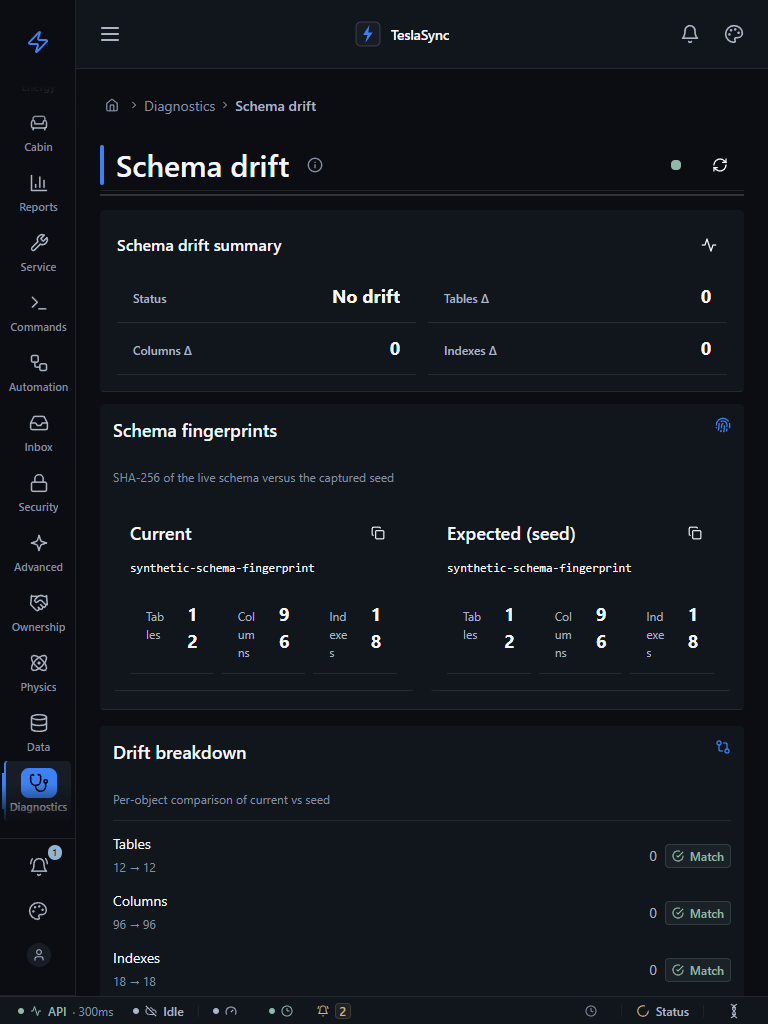 TeslaSync
Energy
Cabin
Reports
Service
Commands
Automation
Inbox
Security
Advanced
Ownership
Physics
Data
Diagnostics
1
Diagnostics
Schema drift
Schema drift
Schema drift summary
Status
No drift
Tables Δ
0
Columns Δ
0
Indexes Δ
0
Schema fingerprints
SHA-256 of the live schema versus the captured seed
Current
synthetic-schema-fingerprint
Tab
les
1
2
Col
um
ns
9
6
Ind
exe
s
1
8
Expected (seed)
synthetic-schema-fingerprint
Tab
les
1
2
Col
um
ns
9
6
Ind
exe
s
1
8
Drift breakdown
Per-object comparison of current vs seed
Tables
12 → 12
0
Match
Columns
96 → 96
0
Match
Indexes
18 → 18
0
Match
API · 300ms
Idle
2
Status